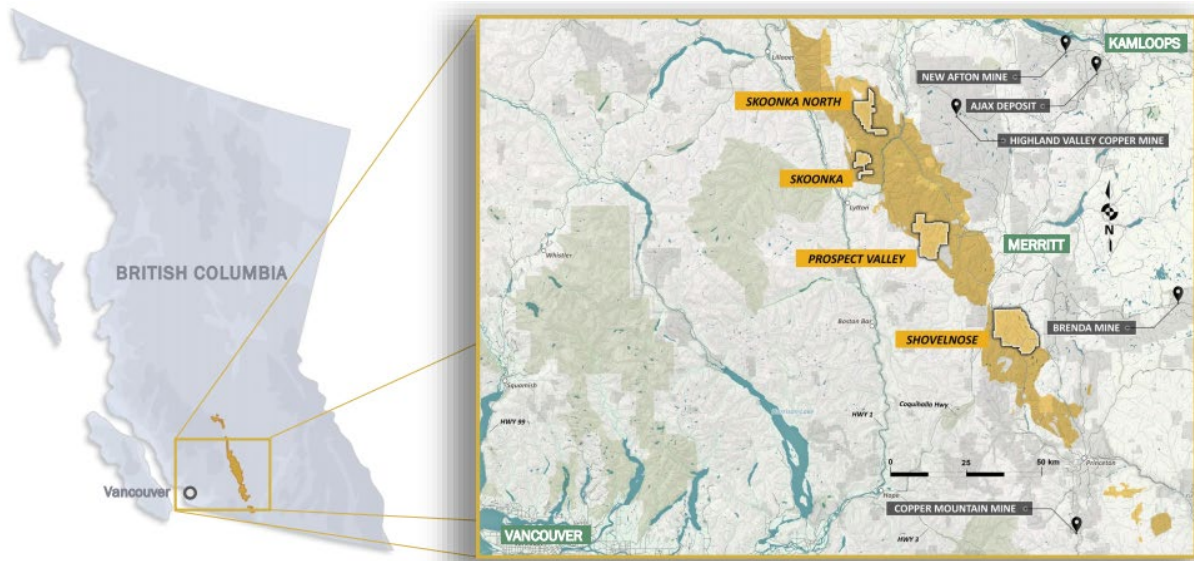 BRITISH COLUMBIA
Vancouver
KAMLOOPS
Lillooet
NEW AFTON MINE
AJAX DEPOSIT
SKOONKA NORTH
HIGHLAND VALLEY COPPER MINE
SKOONKA
Lytton
N
MERRITT
Whistler
PROSPECT VALLEY
BRENDA MINE
Boston Bar
SHOVELNOSE
Squamish
HWY 99
HWY 1
Coquihalla Hwy
0 25 50 km
Princeton
Hope
COPPER MOUNTAIN MINE
VANCOUVER
HWY 3